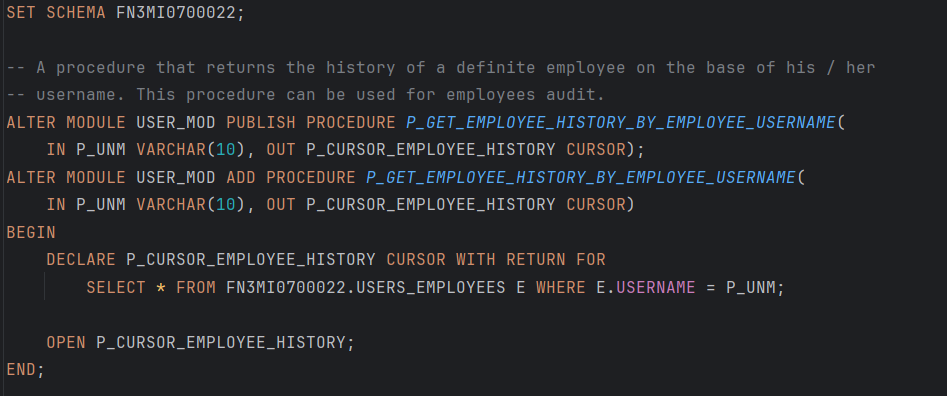 SET SCHEMA FN3MI0700022;
-- A procedure that returns the history of a definite employee on the base of his / her
-- username. This procedure can be used for employees audit.
ALTER MODULE USER_MOD PUBLISH PROCEDURE P_GET_EMPLOYEE_HISTORY_BY_EMPLOYEE_USERNAME(
    IN P_UNM VARCHAR(10), OUT P_CURSOR_EMPLOYEE_HISTORY CURSOR);
ALTER MODULE USER_MOD ADD PROCEDURE P_GET_EMPLOYEE_HISTORY_BY_EMPLOYEE_USERNAME(
    IN P_UNM VARCHAR(10), OUT P_CURSOR_EMPLOYEE_HISTORY CURSOR)
BEGIN
    DECLARE P_CURSOR_EMPLOYEE_HISTORY CURSOR WITH RETURN FOR
        SELECT * FROM FN3MI0700022.USERS_EMPLOYEES E WHERE E.USERNAME = P_UNM;
    OPEN P_CURSOR_EMPLOYEE_HISTORY;
END;